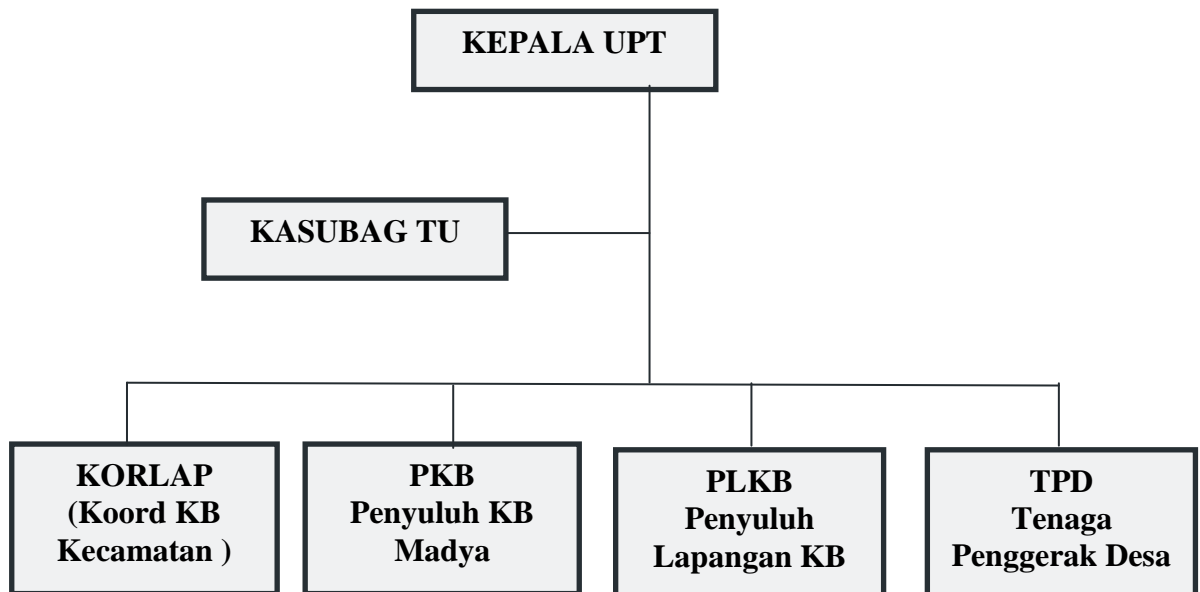 KEPALA UPT
KASUBAG TU
KORLAP
(Koord KB
Kecamatan )
PKB
Penyuluh KB
Madya
PLKB
Penyuluh
Lapangan KB
TPD
Tenaga
Penggerak Desa